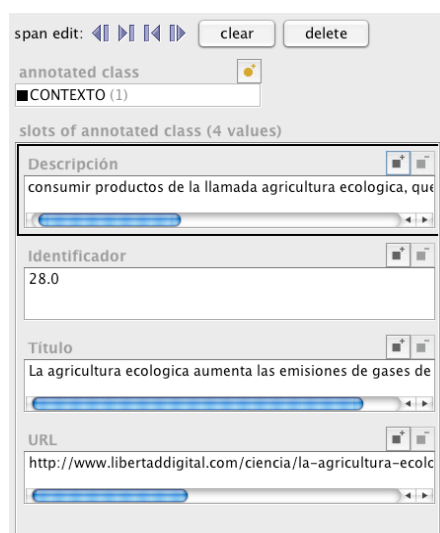 span edit: clear delete
annotated class
CONTEXTO (1)
slots of annotated class (4 values)
Descripción
consumir productos de la llamada agricultura ecologica, que
Identificador
28.0
Título
La agricultura ecologica aumenta las emisiones de gases de
URL
http://www.libertaddigital.com/ciencia/la-agricultura-ecolo